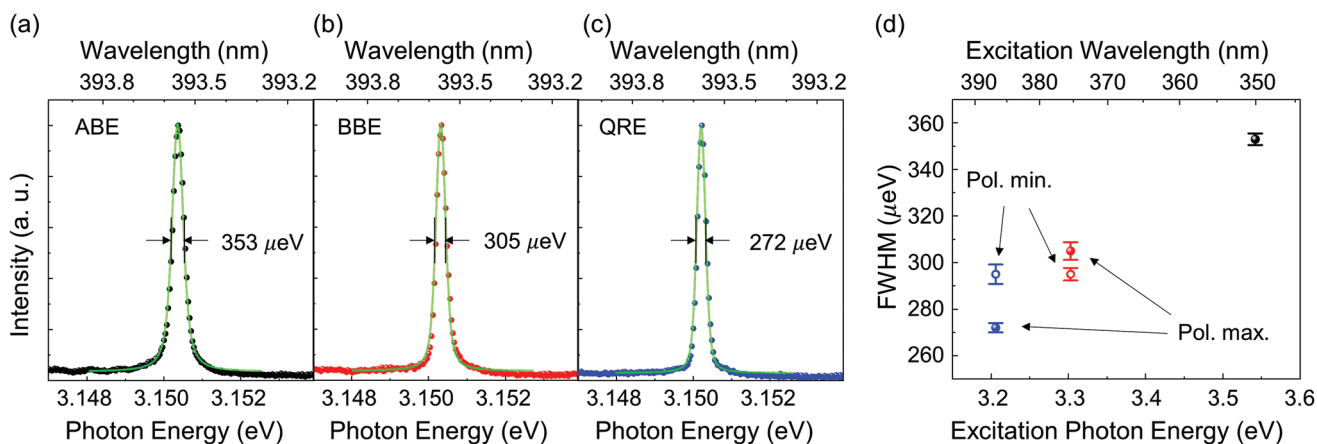 (a)
Wavelength (nm)
393.8 393.5 393.2
ABE
353 μeV
Intensity (a. u.)
3.148 3.150 3.152
Photon Energy (eV)
(b)
Wavelength (nm)
393.8 393.5 393.2
BBE
305 μeV
3.148 3.150 3.152
Photon Energy (eV)
(c)
Wavelength (nm)
393.8 393.5 393.2
QRE
272 μeV
3.148 3.150 3.152
Photon Energy (eV)
(d)
Excitation Wavelength (nm)
390 380 370 360 350
FWHM (μeV)
360
340
320
300
280
260
Pol. min.
Pol. max.
3.2 3.3 3.4 3.5 3.6
Excitation Photon Energy (eV)